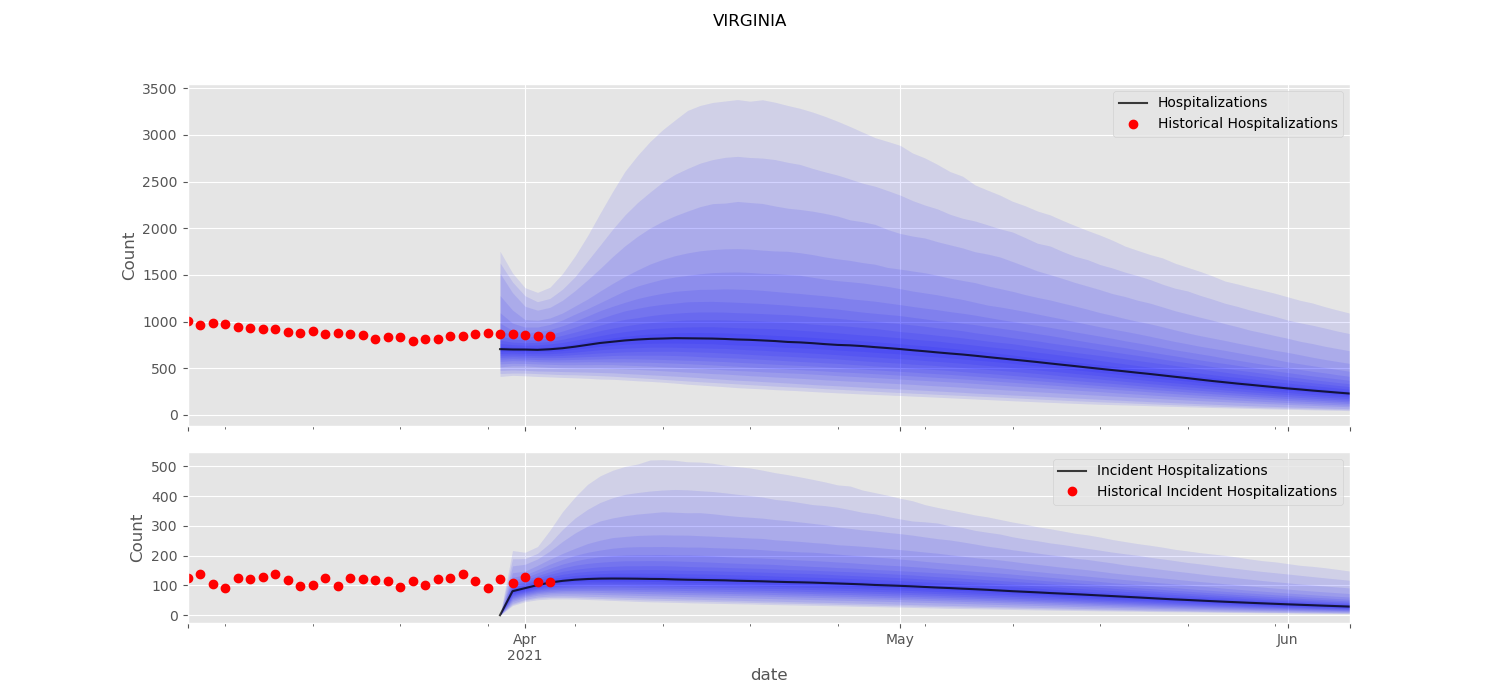 VIRGINIA
3500
3000
2500
2000
1500
1000
500
0
Count
Hospitalizations
Historical Hospitalizations
500
400
300
200
100
0
Count
Incident Hospitalizations
Historical Incident Hospitalizations
Apr
2021
May
Jun
date